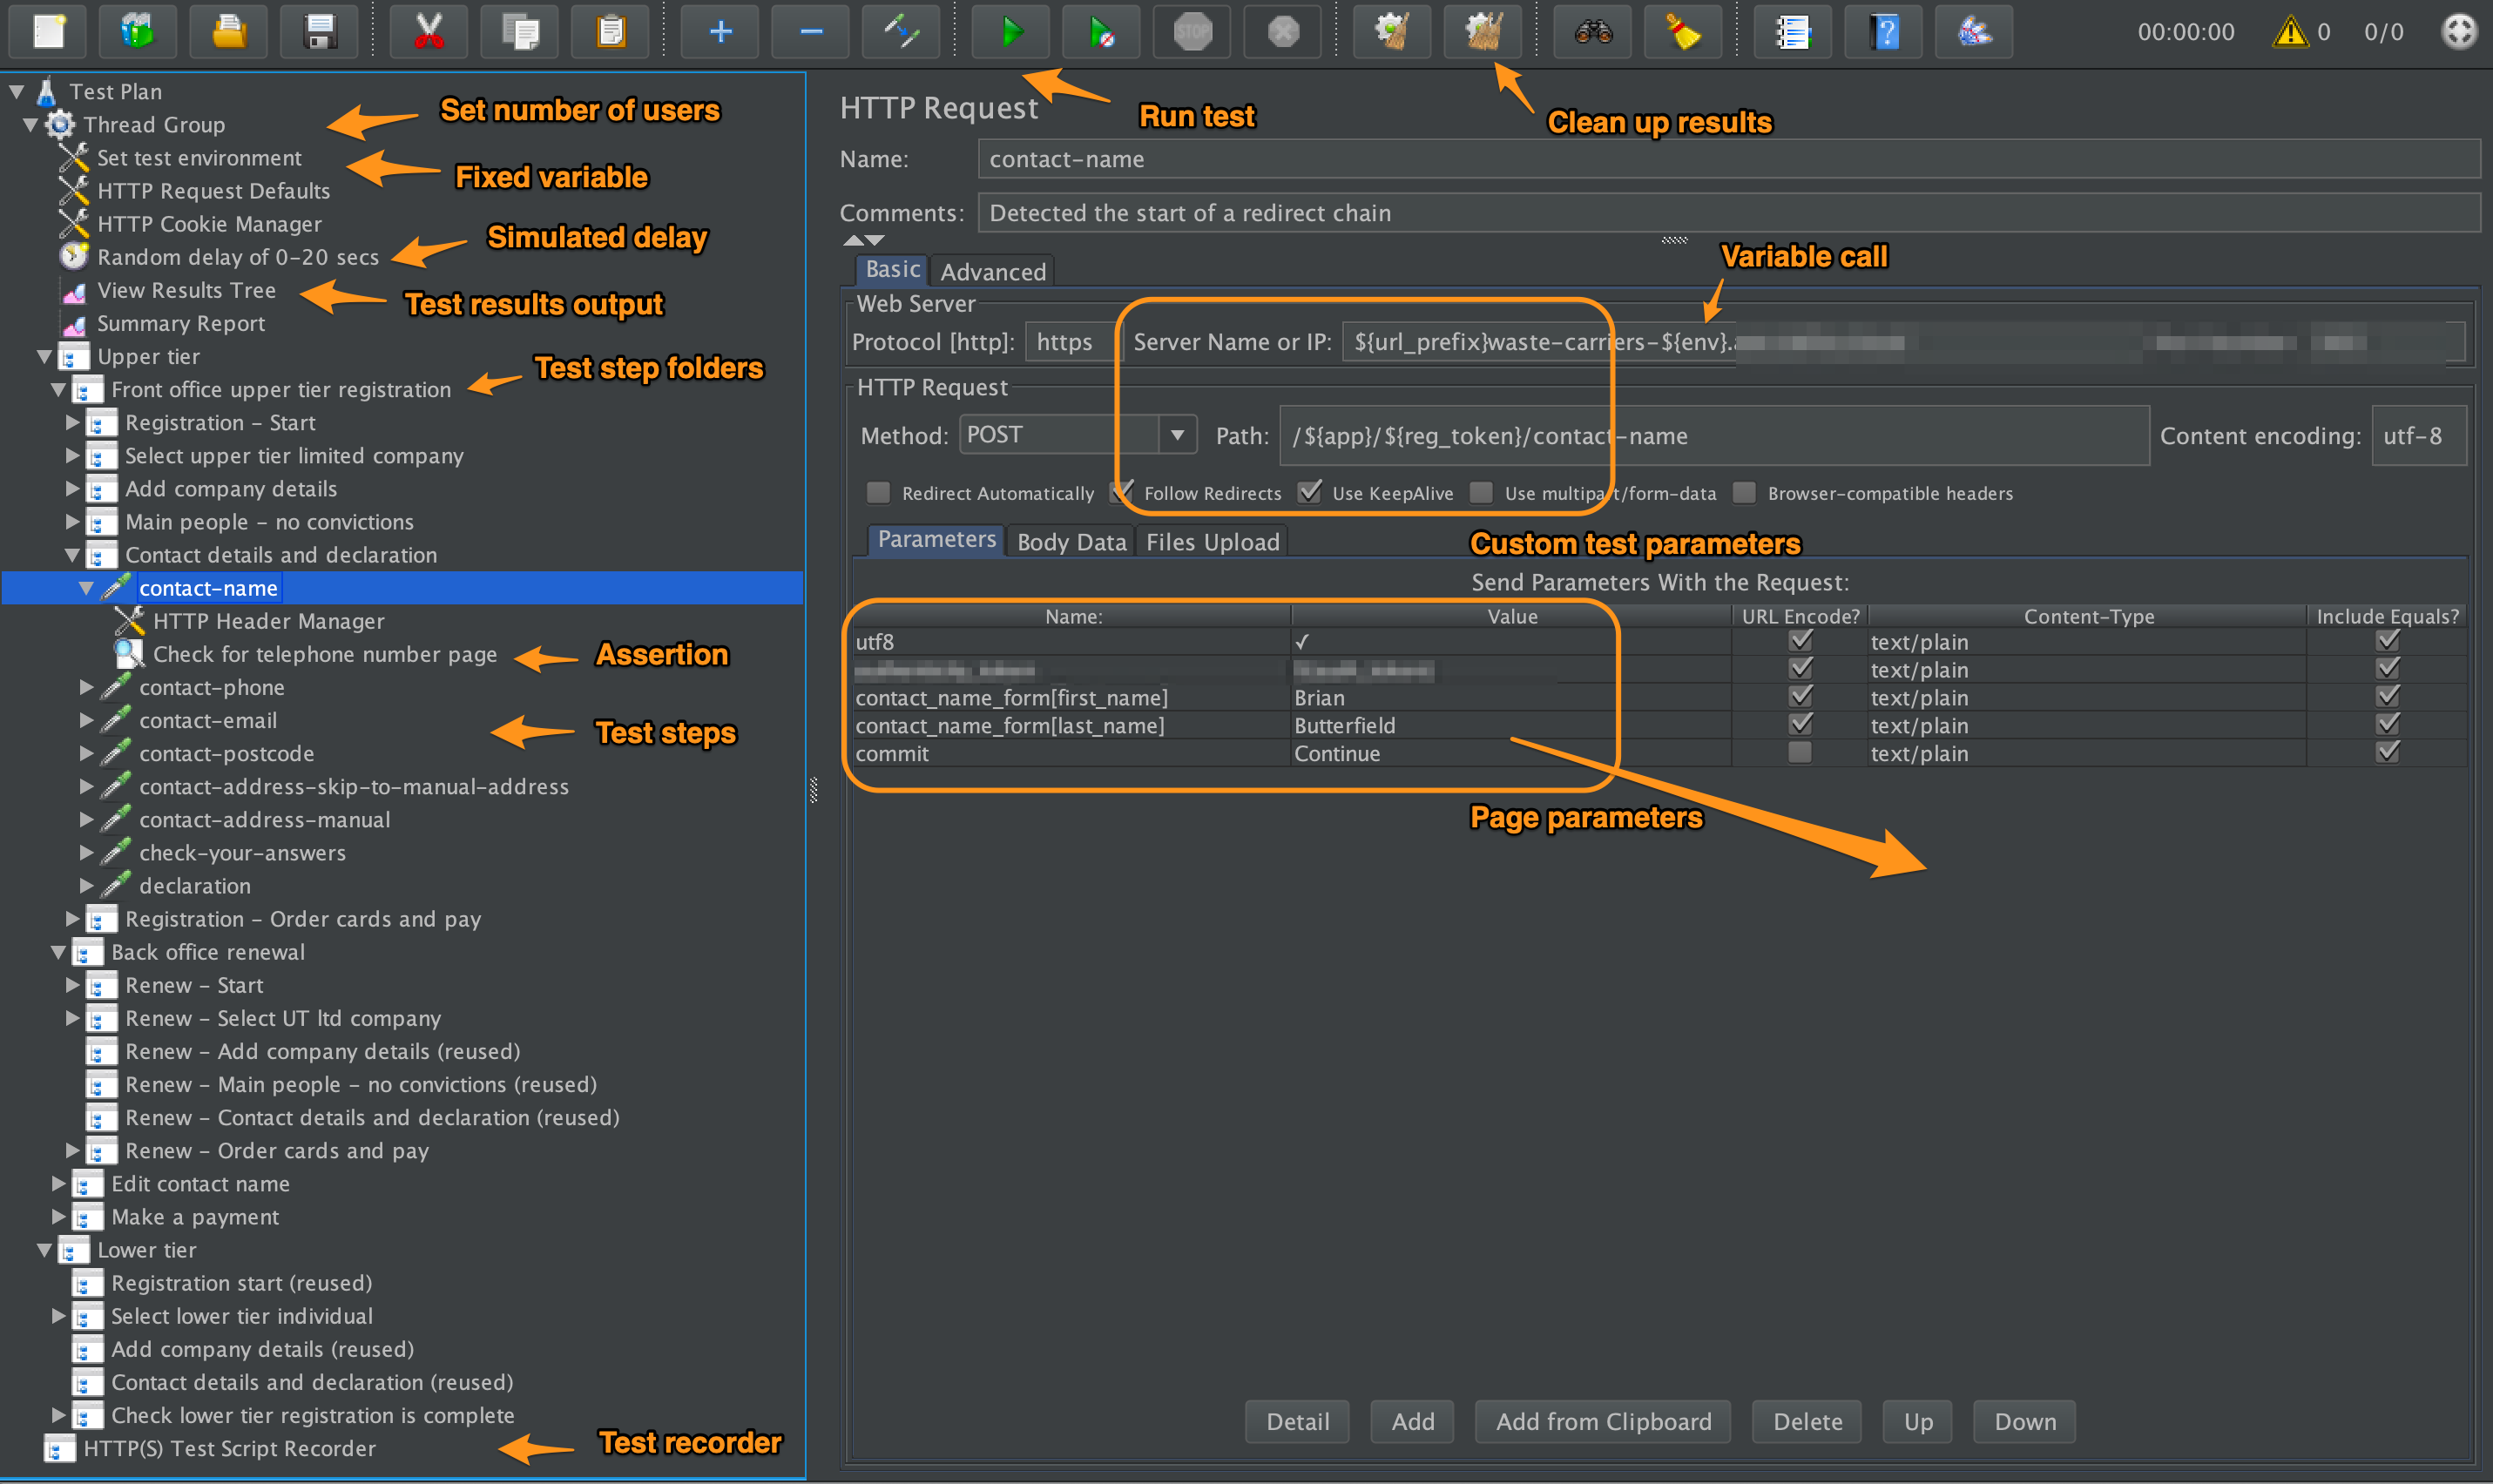 STOP
00:00:00
0
0/0
Test Plan
Set number of users
Thread Group
Set test environment
Fixed variable
HTTP Request Defaults
HTTP Cookie Manager
Simulated delay
Random delay of 0-20 secs
View Results Tree
Test results output
Summary Report
Upper tier
Test step folders
Front office upper tier registration
Registration - Start
Select upper tier limited company
Add company details
Main people - no convictions
Contact details and declaration
contact-name
HTTP Header Manager
Check for telephone number page
Assertion
contact-phone
contact-email
Test steps
contact-postcode
contact-address-skip-to-manual-address
contact-address-manual
check-your-answers
declaration
Registration - Order cards and pay
Back office renewal
Renew - Start
Renew - Select UT ltd company
Renew - Add company details (reused)
Renew - Main people - no convictions (reused)
Renew - Contact details and declaration (reused)
Renew - Order cards and pay
Edit contact name
Make a payment
Lower tier
Registration start (reused)
Select lower tier individual
Add company details (reused)
Contact details and declaration (reused)
Check lower tier registration is complete
HTTP(S) Test Script Recorder
Test recorder
HTTP Request
Run test
Clean up results
Name: contact-name
Comments: Detected the start of a redirect chain
Variable call
Basic Advanced
Web Server
Protocol [http]: https Server Name or IP: ${url_prefix}waste-carriers-${env}.
HTTP Request
Method: POST Path: /${app}/${reg_token}/contact-name Content encoding: utf-8
Redirect Automatically Follow Redirects Use KeepAlive Use multipart/form-data Browser-compatible headers
Parameters Body Data Files Upload
Custom test parameters
Send Parameters With the Request:
Name: Value URL Encode? Content-Type Include Equals?
utf8 ✓ text/plain
text/plain
contact_name_form[first_name] Brian text/plain
contact_name_form[last_name] Butterfield text/plain
commit Continue text/plain
Page parameters
Detail Add Add from Clipboard Delete Up Down